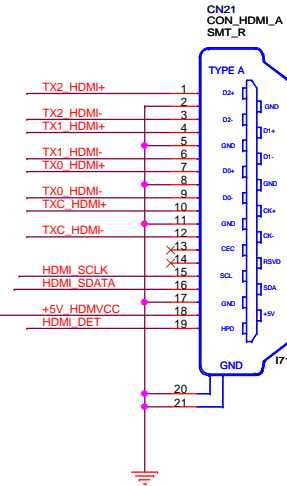 CN21
CON_HDMI_A
SMT_R
TYPE A
TX2_HDMI+ 1 D2+
2 GND
TX2_HDMI- 3 D2-
TX1_HDMI+ 4 D1+
5 GND
TX1_HDMI- 6 D1-
TX0_HDMI+ 7 D0+
8 GND
TX0_HDMI- 9 D0-
TXC_HDMI+ 10 CK+
11 GND
TXC_HDMI- 12 CK-
13 CEC
14 RSVD
HDMI_SCLK 15 SCL
HDMI_SDATA 16 SDA
17 GND
+5V_HDMVCC 18 +5V
HDMI_DET 19 HPD
GND
20
21